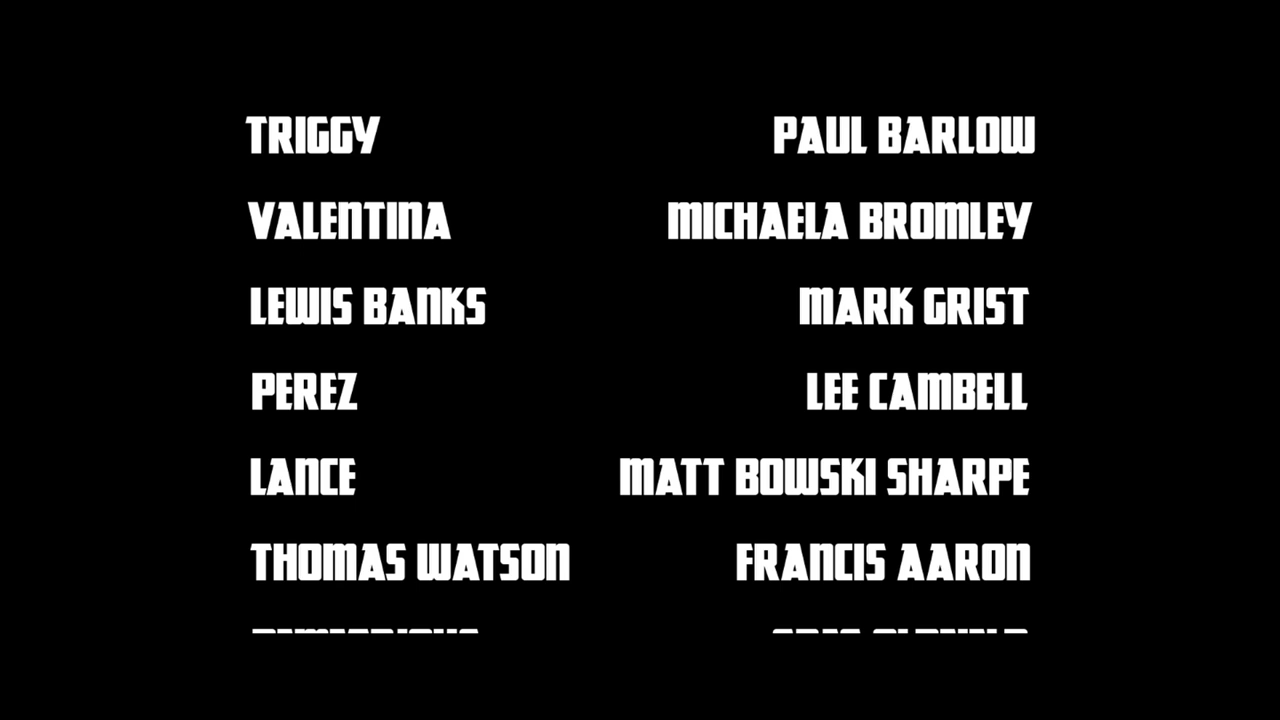 TRIGGY PAUL BARLOW
VALENTINA MICHAELA BROMLEY
LEWIS BANKS MARK GRIST
PEREZ LEE CAMBELL
LANCE MATT BOWSKI SHARPE
THOMAS WATSON FRANCIS AARON